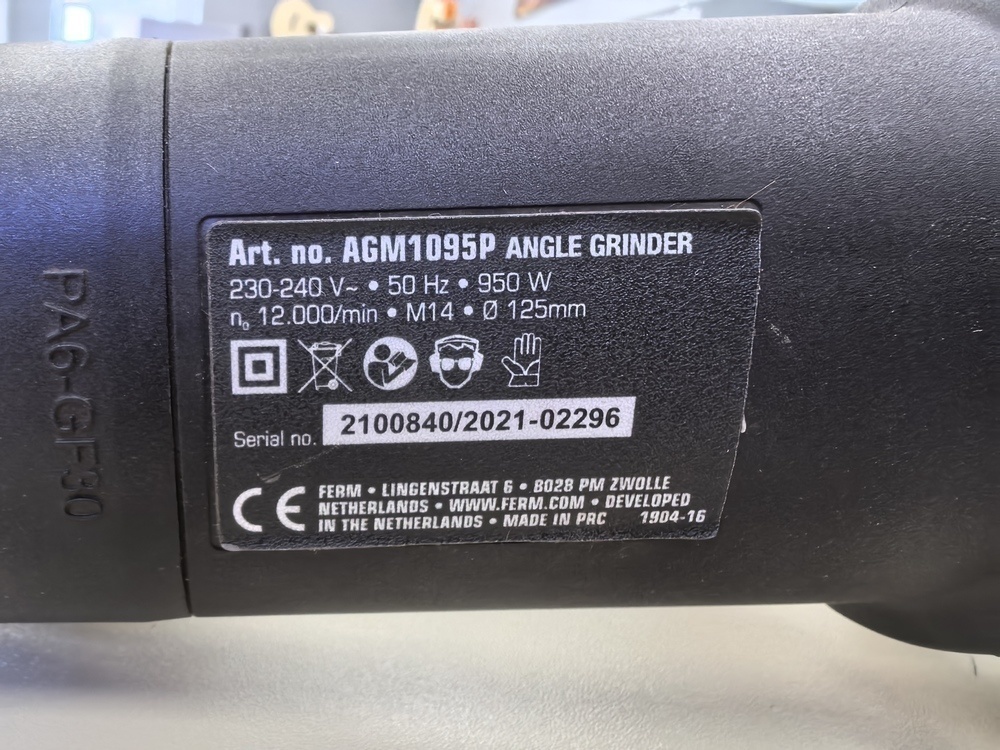 Art. no. AGM1095P ANGLE GRINDER
230-240 V~ • 50 Hz • 950 W
n₀ 12.000/min • M14 • Ø 125mm
Serial no. 2100840/2021-02296
CE
FERM • LINGENSTRAAT 6 • 8028 PM ZWOLLE
NETHERLANDS • WWW.FERM.COM • DEVELOPED
IN THE NETHERLANDS • MADE IN PRC 1904-16
PA6-GF30